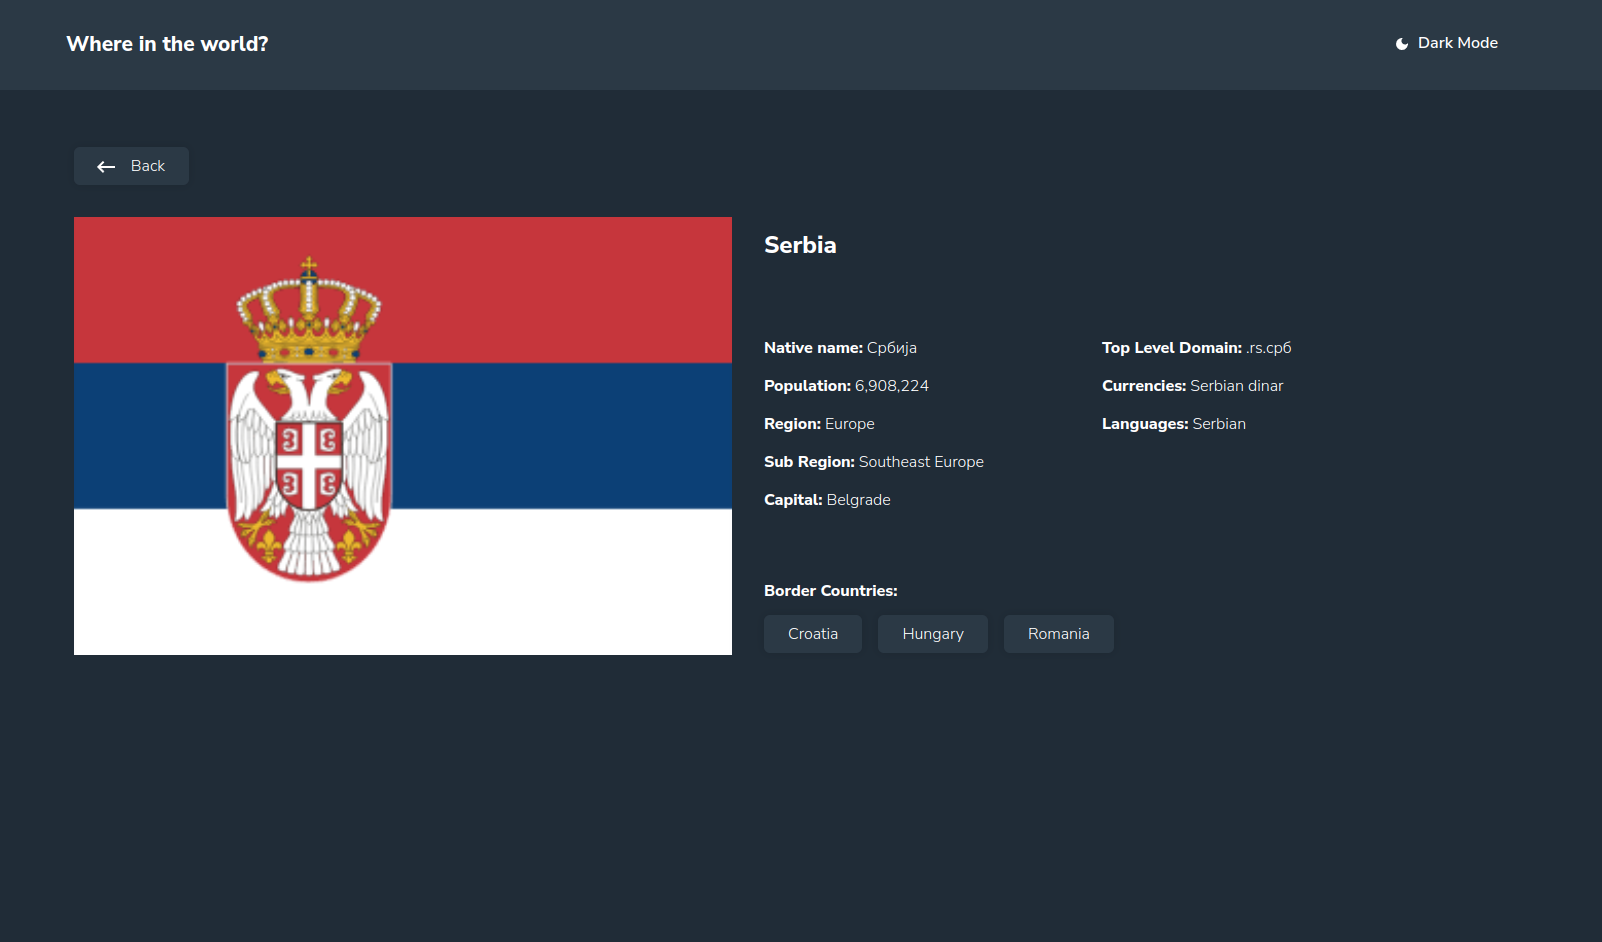 Where in the world?
Dark Mode
Back
Serbia
Native name: Србија
Population: 6,908,224
Region: Europe
Sub Region: Southeast Europe
Capital: Belgrade
Top Level Domain: .rs.срб
Currencies: Serbian dinar
Languages: Serbian
Border Countries:
Croatia
Hungary
Romania